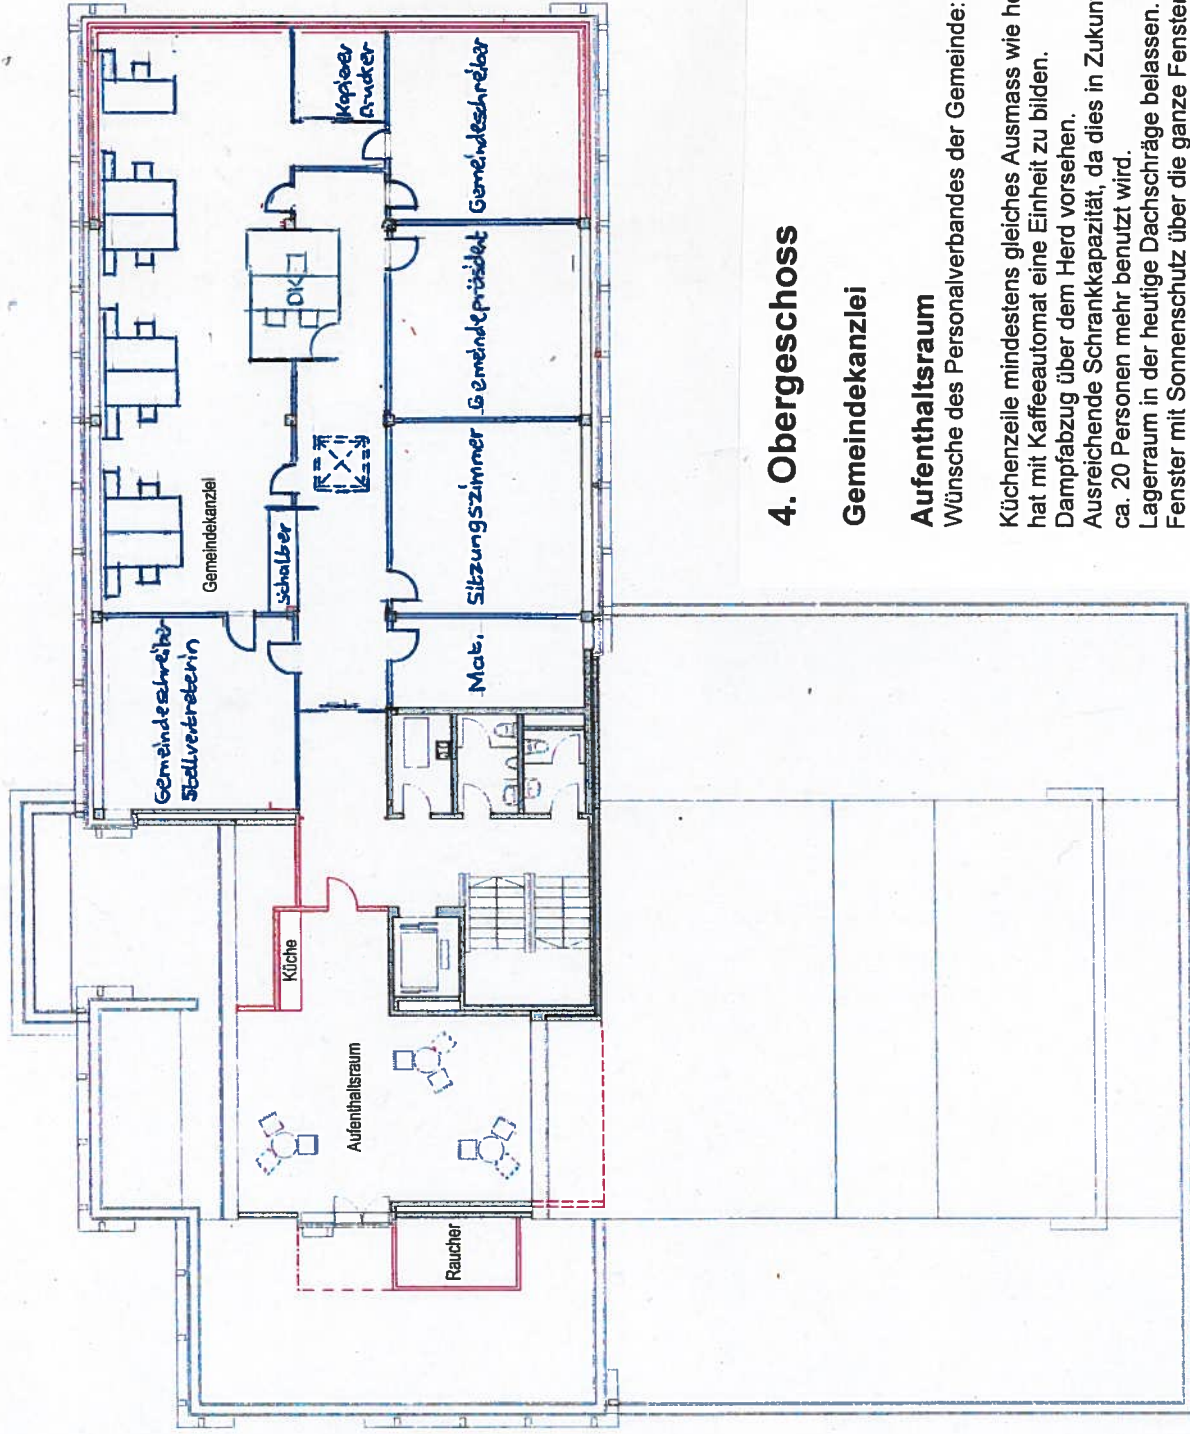 Gemeindeschreiber
Stellvertreterin
Gemeindekanzlei
Schalter
DK
Kopierer
Drucker
Mat.
Sitzungszimmer
Gemeindepräsident
Gemeindeschreiber
Küche
Aufenthaltsraum
Raucher
4. Obergeschoss
Gemeindekanzlei
Aufenthaltsraum
Wünsche des Personalverbandes der Gemeinde:
Küchenzeile mindestens gleiches Ausmass wie he
hat mit Kaffeeautomat eine Einheit zu bilden.
Dampfabzug über dem Herd vorsehen.
Ausreichende Schrankkapazität, da dies in Zukun
ca. 20 Personen mehr benutzt wird.
Lagerraum in der heutige Dachschräge belassen.
Fenster mit Sonnenschutz über die ganze Fenster